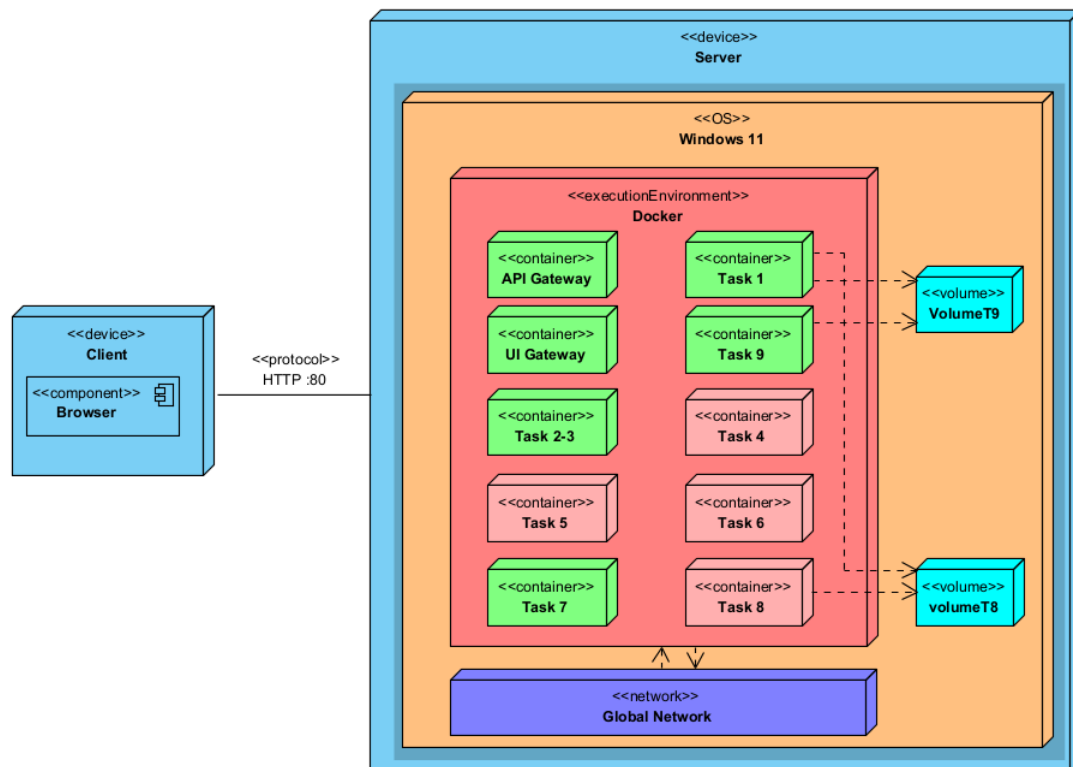 <<device>>
Server
<<OS>>
Windows 11
<<executionEnvironment>>
Docker
<<container>>
API Gateway
<<container>>
Task 1
<<volume>>
VolumeT9
<<container>>
UI Gateway
<<container>>
Task 9
<<device>>
Client
<<component>>
Browser
<<protocol>>
HTTP :80
<<container>>
Task 2-3
<<container>>
Task 4
<<container>>
Task 5
<<container>>
Task 6
<<container>>
Task 7
<<container>>
Task 8
<<volume>>
volumeT8
<<network>>
Global Network